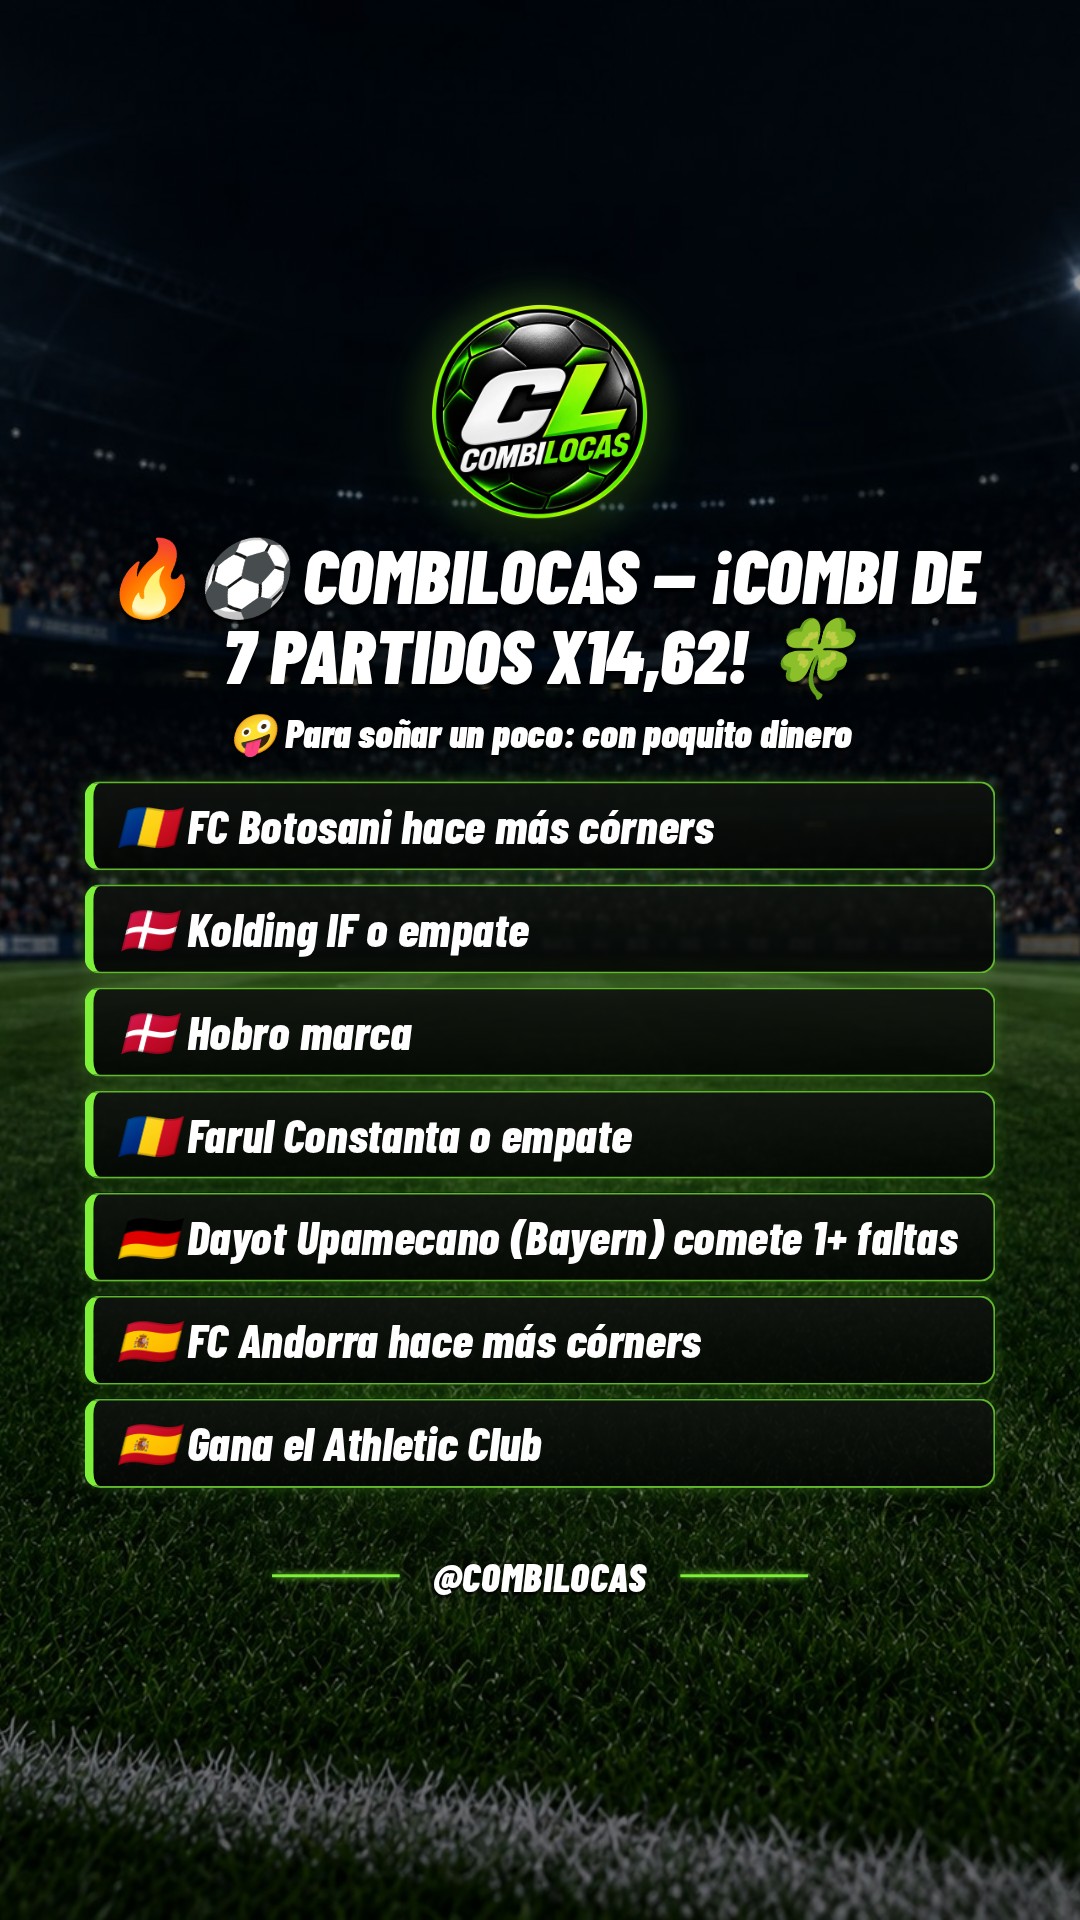 CL
COMBILOCAS
🔥⚽ COMBILOCAS – ¡COMBI DE
7 PARTIDOS X14,62! 🍀
🤪 Para soñar un poco: con poquito dinero
🇷🇴 FC Botosani hace más córners
🇩🇰 Kolding IF o empate
🇩🇰 Hobro marca
🇷🇴 Farul Constanta o empate
🇩🇪 Dayot Upamecano (Bayern) comete 1+ faltas
🇪🇸 FC Andorra hace más córners
🇪🇸 Gana el Athletic Club
@COMBILOCAS